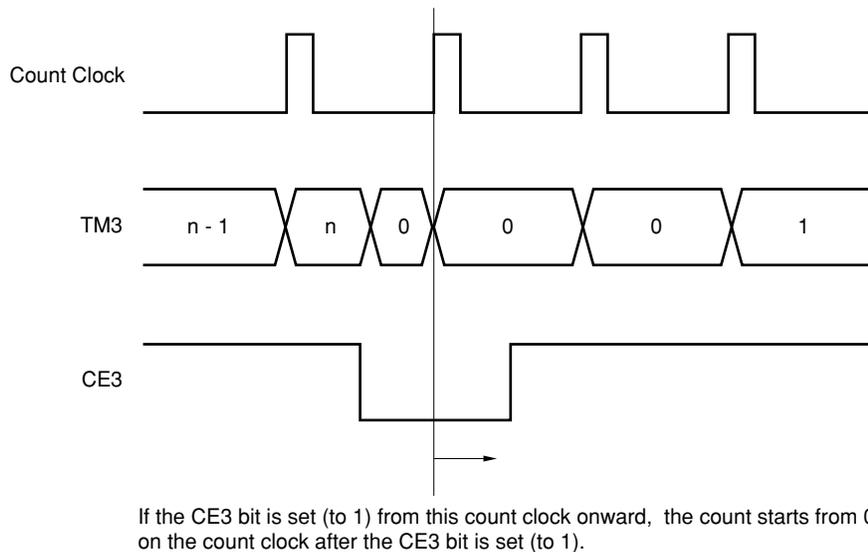 Count Clock
TM3
n - 1
n
0
0
0
1
CE3
If the CE3 bit is set (to 1) from this count clock onward, the count starts from 0
on the count clock after the CE3 bit is set (to 1).